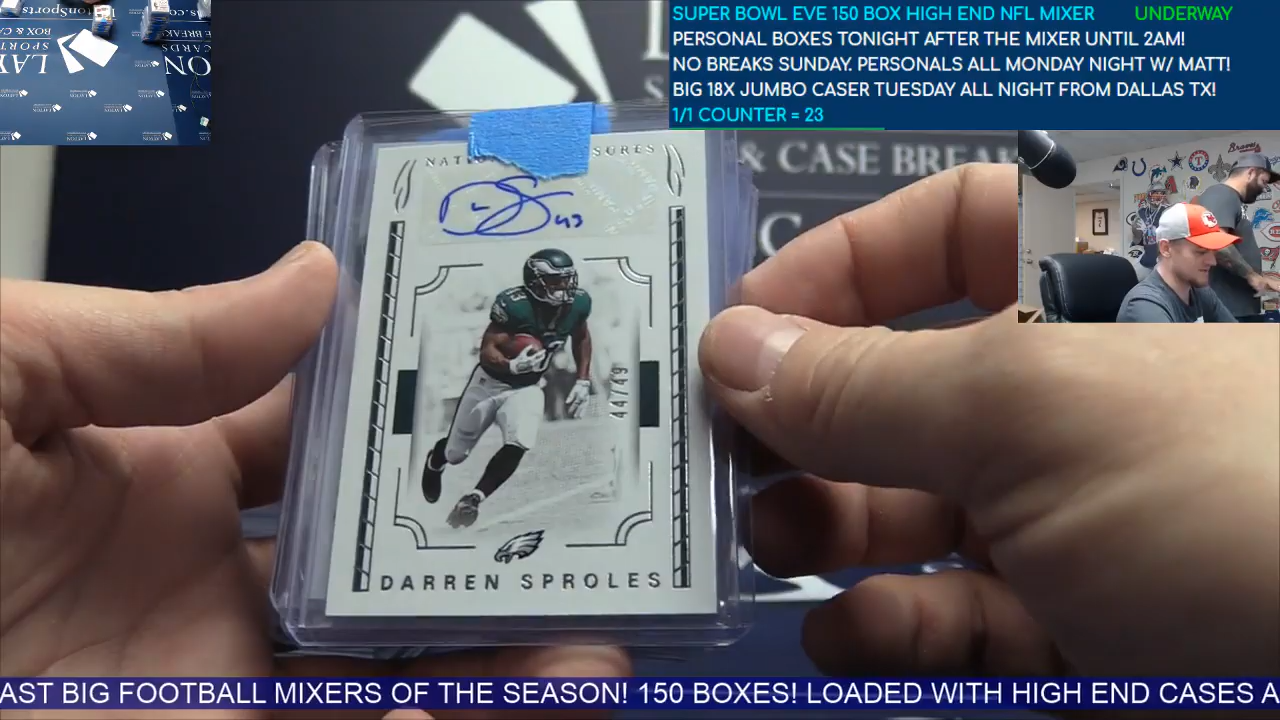 SUPER BOWL EVE 150 BOX HIGH END NFL MIXER UNDERWAY
PERSONAL BOXES TONIGHT AFTER THE MIXER UNTIL 2AM!
NO BREAKS SUNDAY. PERSONALS ALL MONDAY NIGHT W/ MATT!
BIG 18X JUMBO CASER TUESDAY ALL NIGHT FROM DALLAS TX!
1/1 COUNTER = 23
& CASE BREA
Braves
43
44/49
DARREN SPROLES
AST BIG FOOTBALL MIXERS OF THE SEASON! 150 BOXES! LOADED WITH HIGH END CASES A